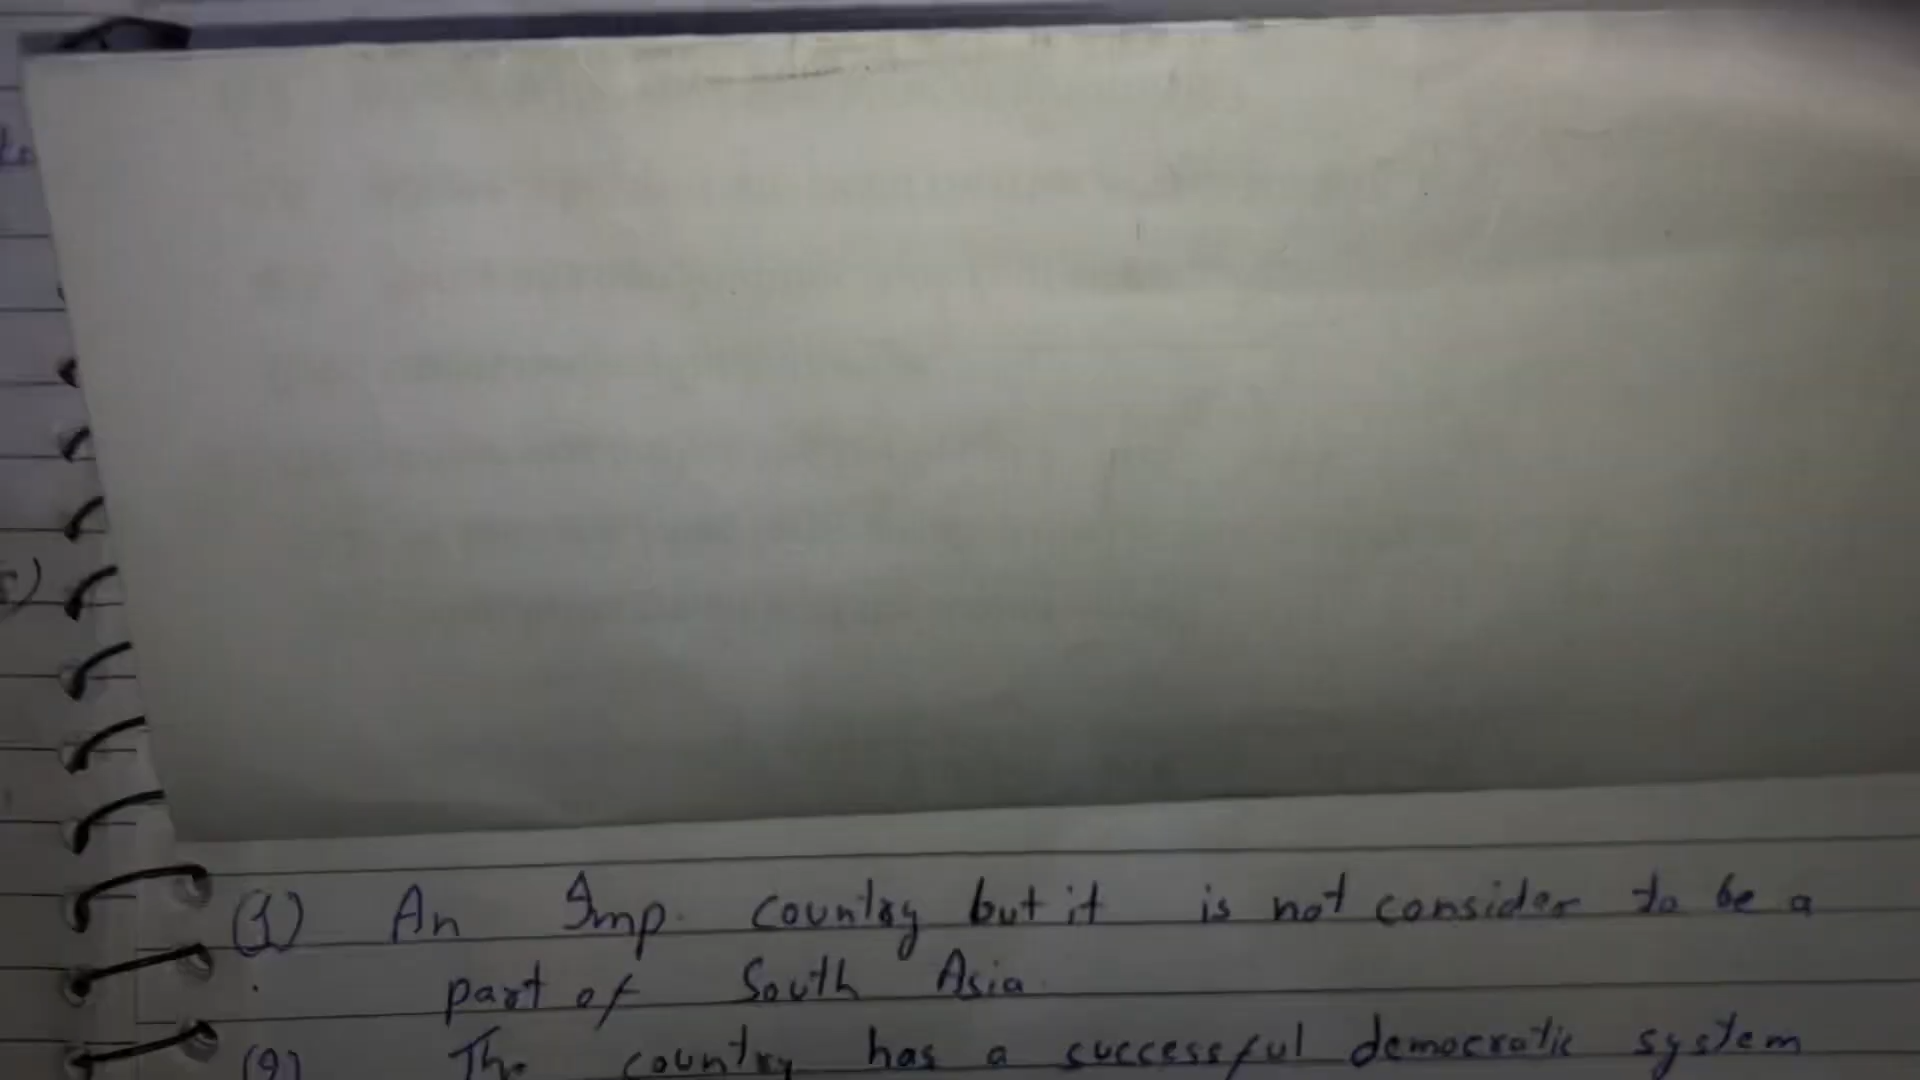 (1) An Imp. country but it is not consider to be a
part of South Asia.
(2) The country has a successful democratic system